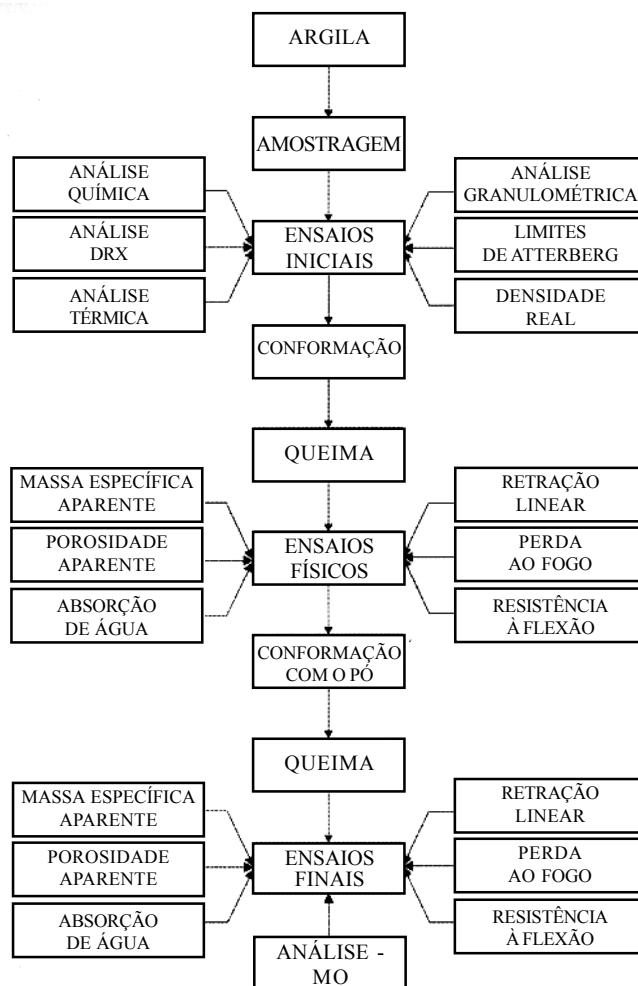 ARGILA
AMOSTRAGEM
ANÁLISE
QUÍMICA
ANÁLISE
DRX
ANÁLISE
TÉRMICA
ENSAIOS
INICIAIS
ANÁLISE
GRANULOMÉTRICA
LIMITES
DE ATTERBERG
DENSIDADE
REAL
CONFORMAÇÃO
QUEIMA
MASSA ESPECÍFICA
APARENTE
POROSIDADE
APARENTE
ABSORÇÃO
DE ÁGUA
ENSAIOS
FÍSICOS
RETRAÇÃO
LINEAR
PERDA
AO FOGO
RESISTÊNCIA
À FLEXÃO
CONFORMAÇÃO
COM O PÓ
QUEIMA
MASSA ESPECÍFICA
APARENTE
POROSIDADE
APARENTE
ABSORÇÃO
DE ÁGUA
ENSAIOS
FINAIS
RETRAÇÃO
LINEAR
PERDA
AO FOGO
RESISTÊNCIA
À FLEXÃO
ANÁLISE -
MO